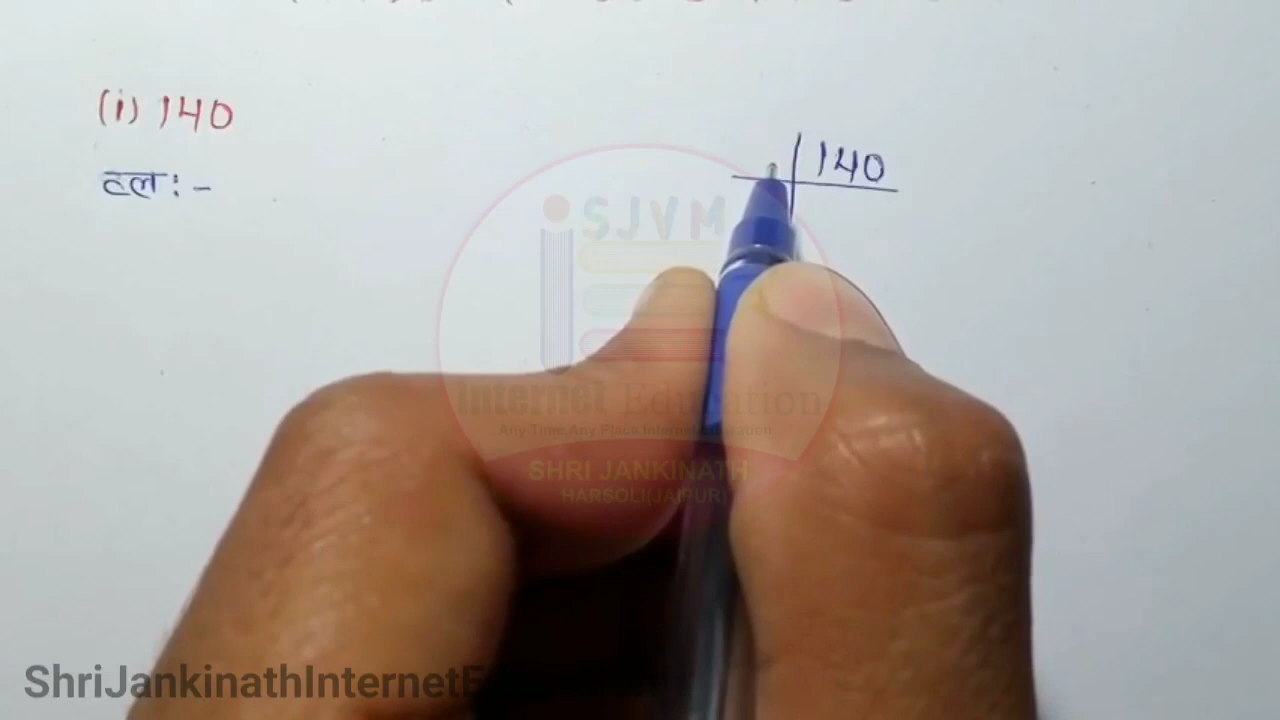 (i) 140
हल :-
140
SJVM
Internet Education
Any-Time.Any Place.Internet Education.
SHRI JANKINATH
HARSOLI(JAIPUR)
ShriJankinathInternetE